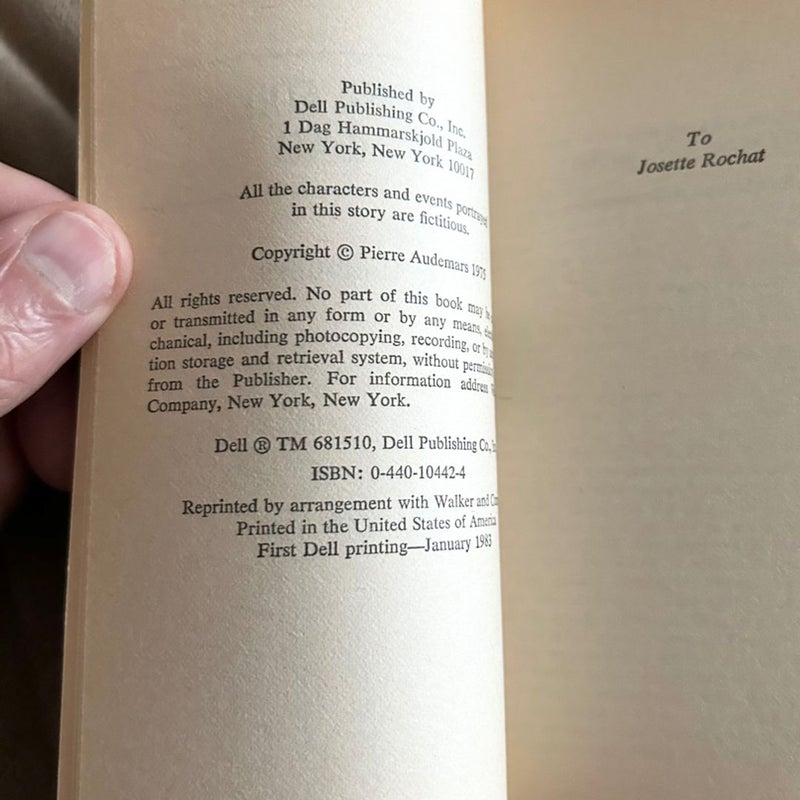 Published by
Dell Publishing Co., Inc.
1 Dag Hammarskjold Plaza
New York, New York 10017
All the characters and events portrayed
in this story are fictitious.
Copyright © Pierre Audemars 1975
All rights reserved. No part of this book may
or transmitted in any form or by any means,
chanical, including photocopying, recording, or by
tion storage and retrieval system, without permission
from the Publisher. For information address
Company, New York, New York.
Dell ® TM 681510, Dell Publishing Co.,
ISBN: 0-440-10442-4
Reprinted by arrangement with Walker and
Printed in the United States of America
First Dell printing—January 1983
To
Josette Rochat